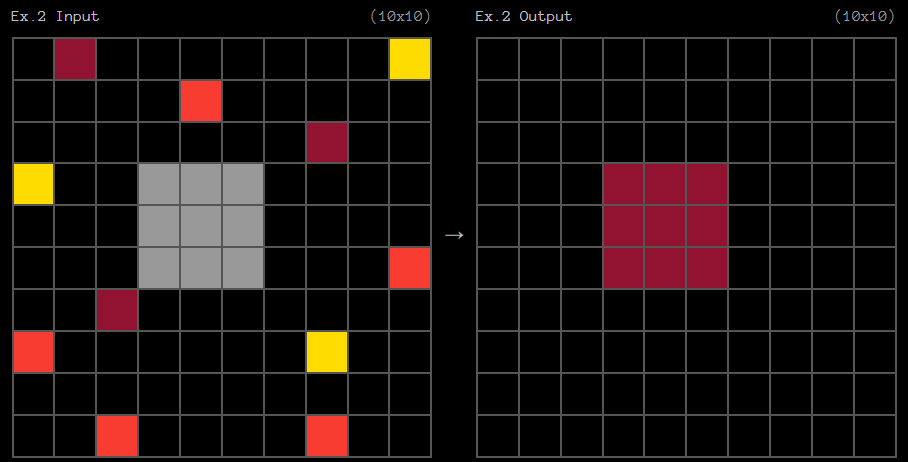 Ex.2 Input (10x10)
Ex.2 Output (10x10)
→